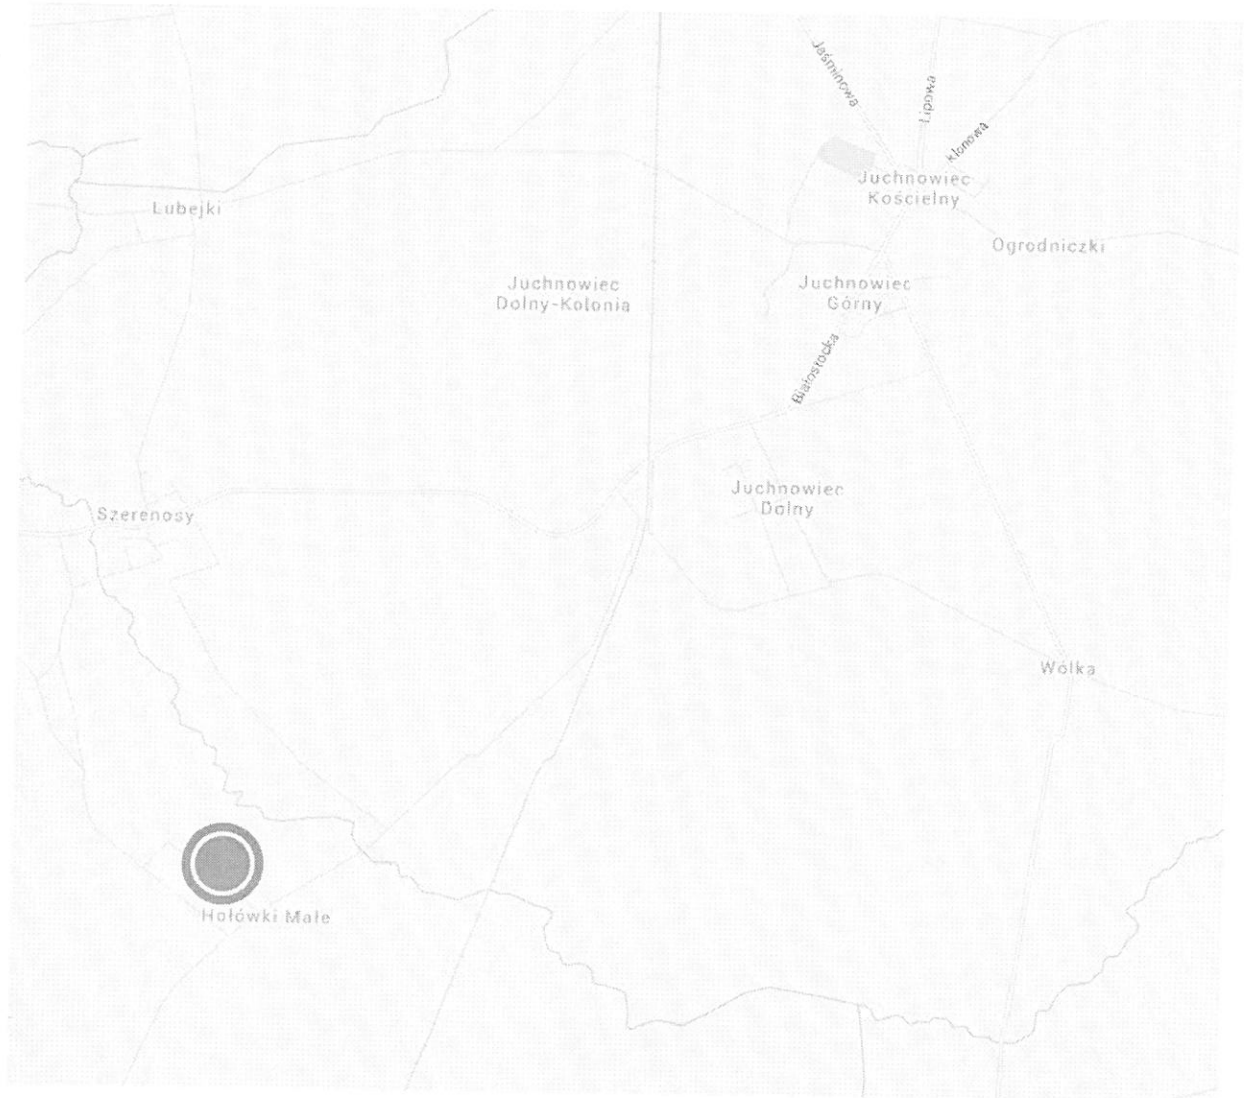 Jaśminowa
Lipowa
klonowa
Juchnowiec
Kościelny
Lubejki
Ogrodniczki
Juchnowiec
Dolny-Kolonia
Juchnowiec
Górny
Białostocka
Juchnowiec
Dolny
Szerenosy
Wólka
Hołówki Małe